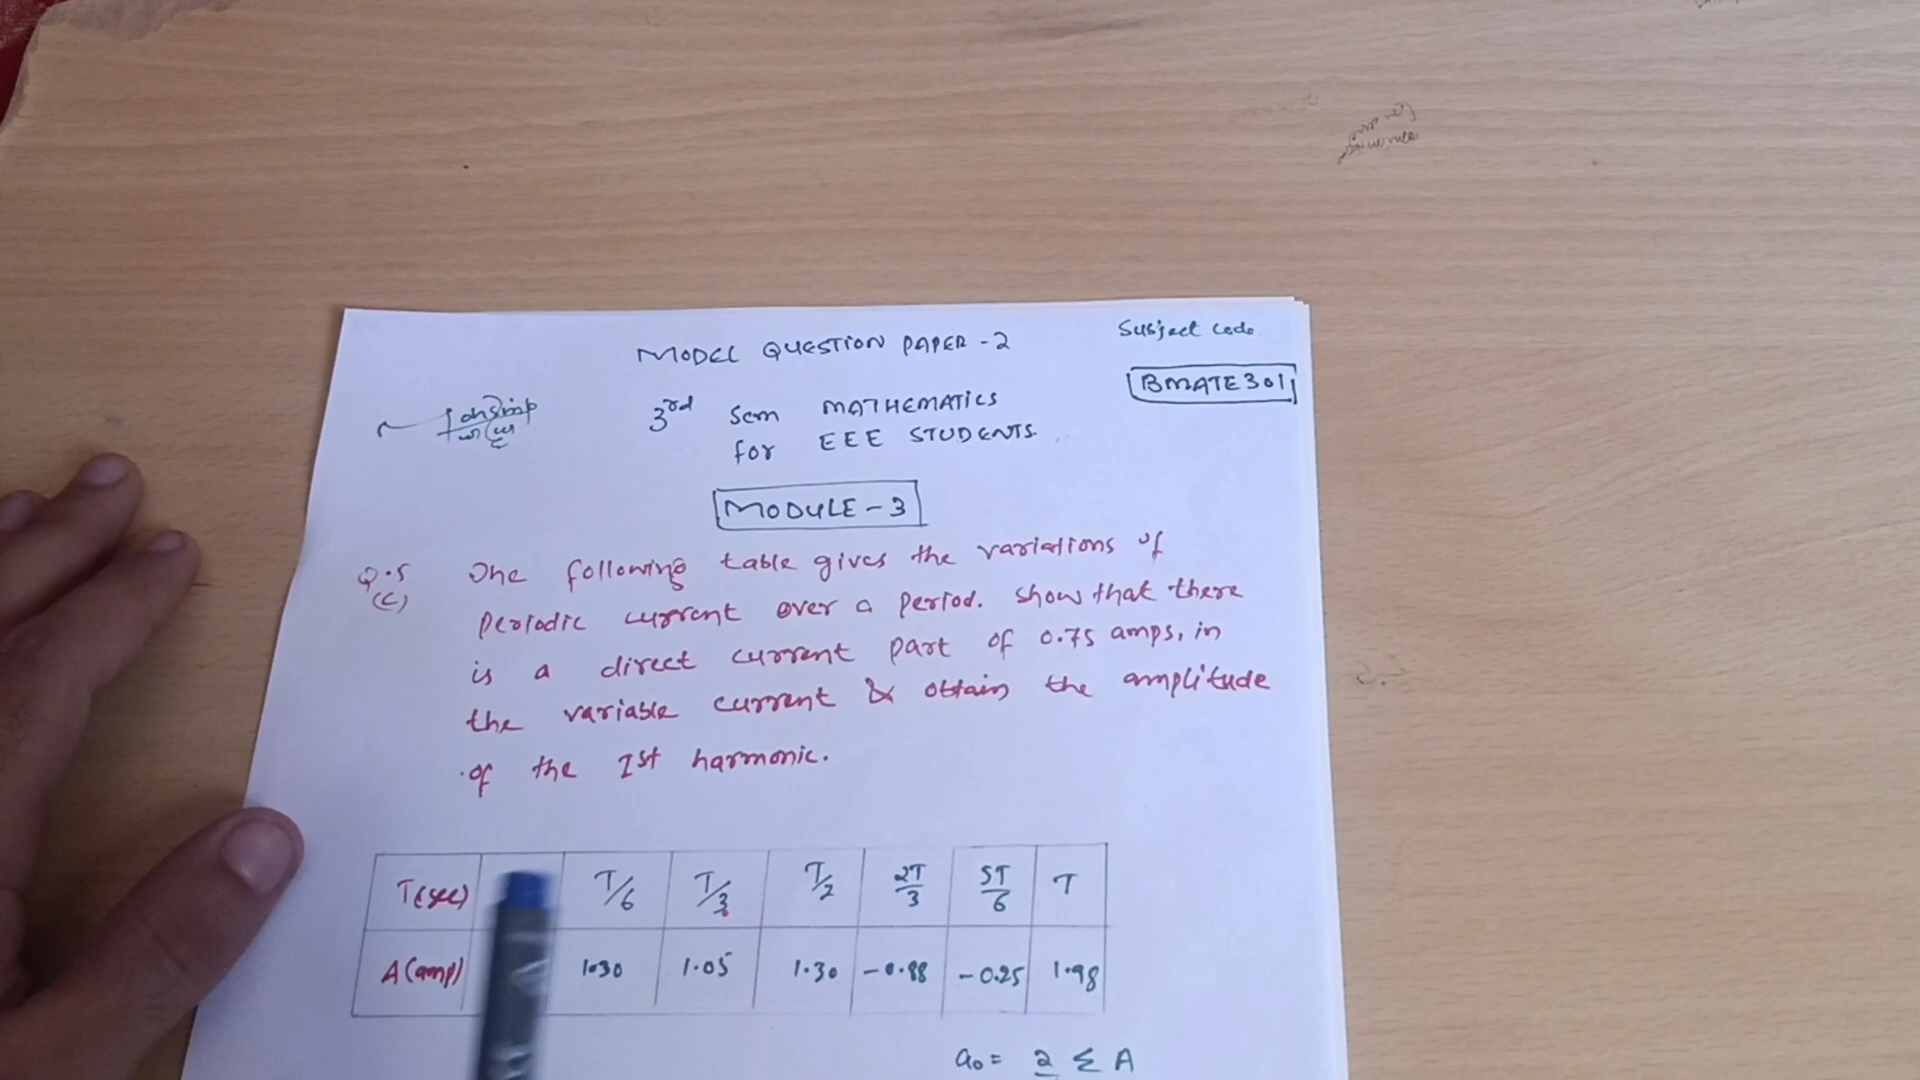 MODEL QUESTION PAPER - 2
Subject code
BMATE301
3rd Sem MATHEMATICS
for EEE STUDENTS.
MODULE - 3
Q.5 (c) The following table gives the variations of
periodic current over a period. show that there
is a direct current part of 0.75 amps, in
the variable current & obtain the amplitude
of the 1st harmonic.
T(sec) T/6 T/3 T/2 2T/3 5T/6 T
A(amp) 1.30 1.05 1.30 -0.88 -0.25 1.98
a0 = 2 Σ A